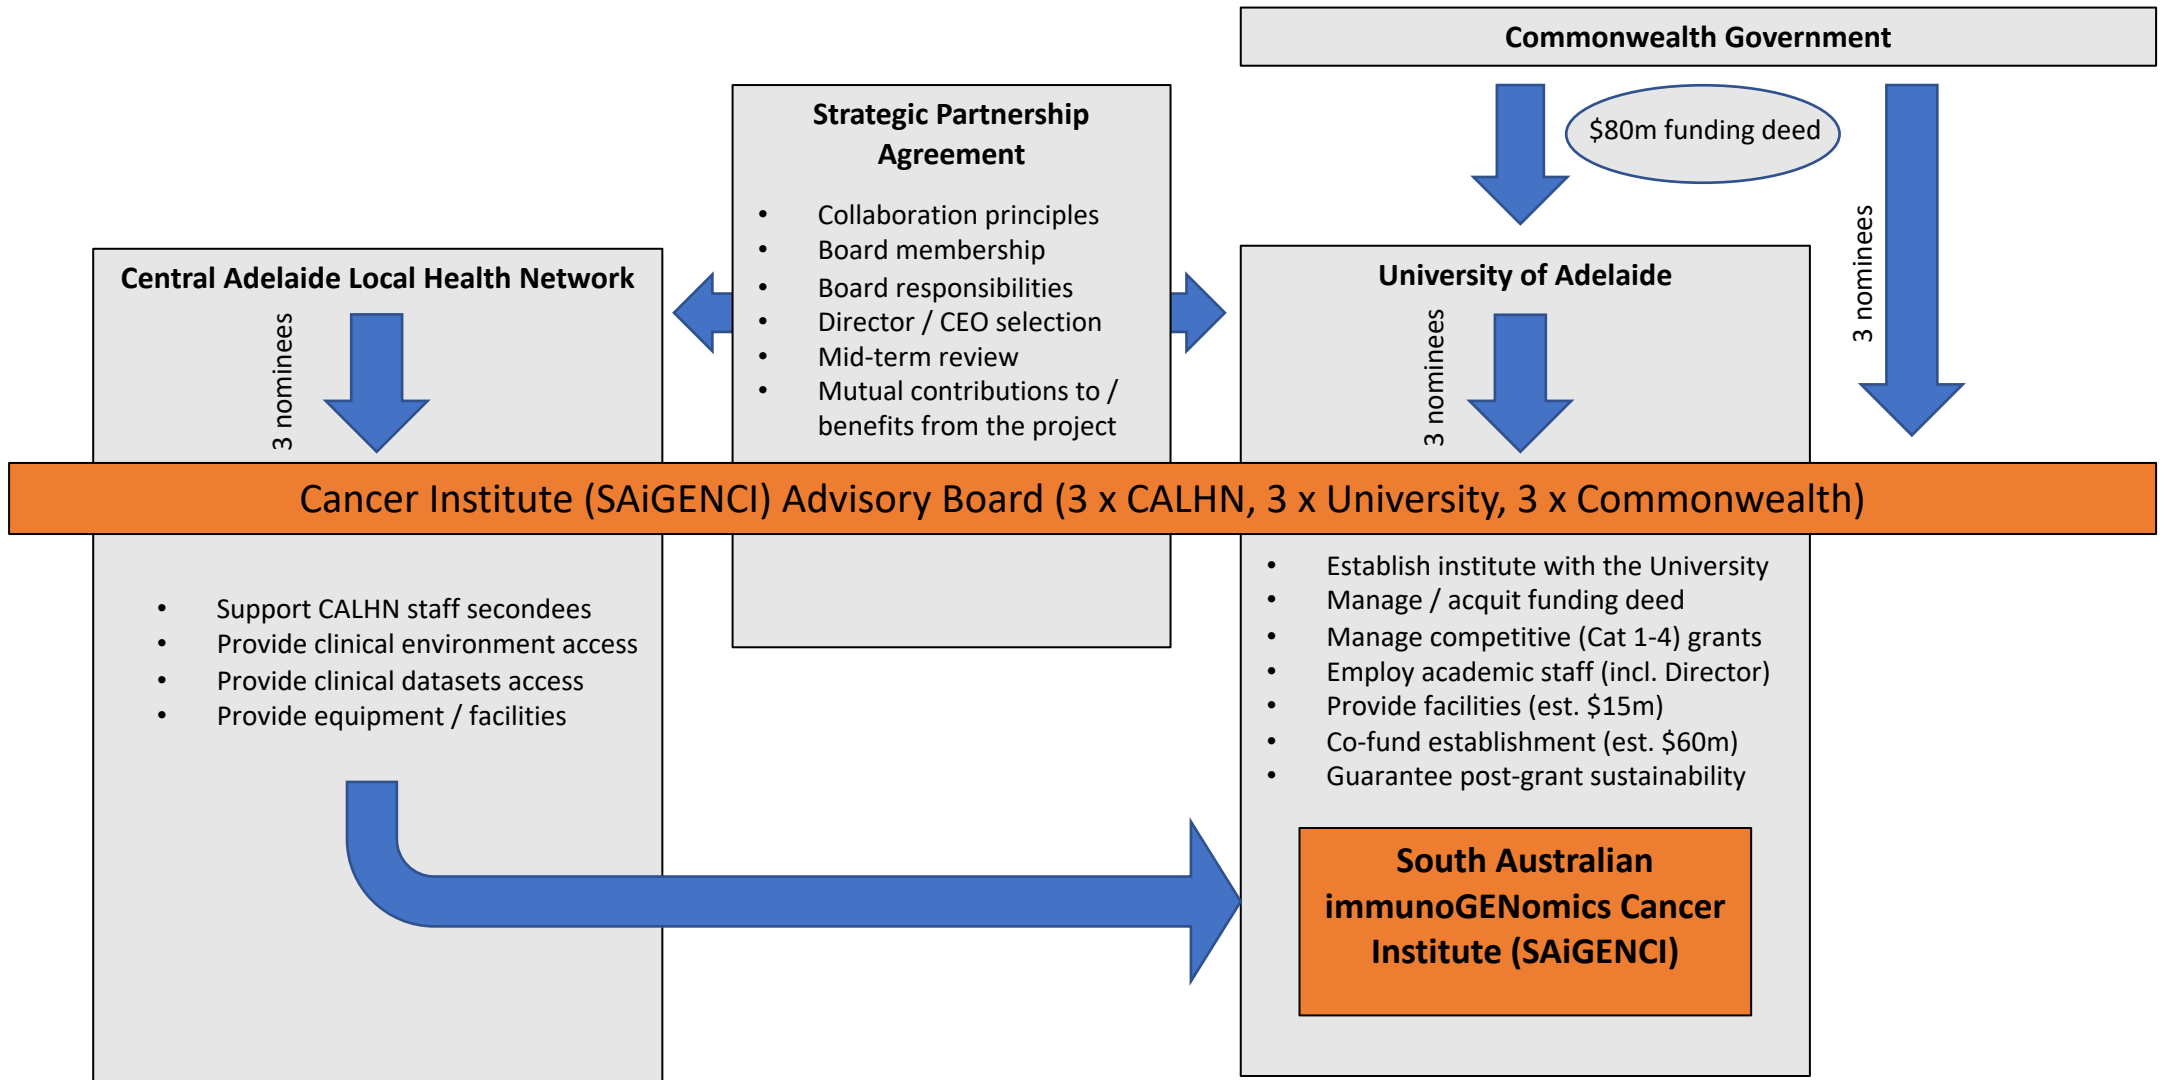 Commonwealth Government
$80m funding deed
3 nominees
Strategic Partnership
Agreement
• Collaboration principles
• Board membership
• Board responsibilities
• Director / CEO selection
• Mid-term review
• Mutual contributions to /
benefits from the project
Central Adelaide Local Health Network
3 nominees
University of Adelaide
3 nominees
Cancer Institute (SAiGENCI) Advisory Board (3 x CALHN, 3 x University, 3 x Commonwealth)
• Support CALHN staff secondees
• Provide clinical environment access
• Provide clinical datasets access
• Provide equipment / facilities
• Establish institute with the University
• Manage / acquit funding deed
• Manage competitive (Cat 1-4) grants
• Employ academic staff (incl. Director)
• Provide facilities (est. $15m)
• Co-fund establishment (est. $60m)
• Guarantee post-grant sustainability
South Australian
immunoGENomics Cancer
Institute (SAiGENCI)